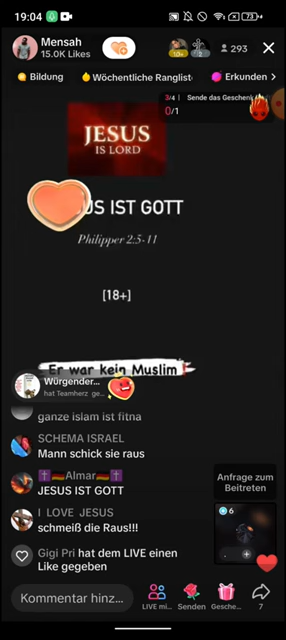 19:04
73
Mensah
15.0K Likes
293
Bildung
Wöchentliche Ranglist
Erkunden
3/4 | Sende das Geschenk
0/1
JESUS
IS LORD
US IST GOTT
Philipper 2:5-11
[18+]
Er war kein Muslim
Würgender...
hat Teamherz ge...
ganze islam ist fitna
SCHEMA ISRAEL
Mann schick sie raus
Almar
JESUS IST GOTT
I LOVE JESUS
schmeiß die Raus!!!
Gigi Pri hat dem LIVE einen
Like gegeben
Anfrage zum
Beitreten
6
Kommentar hinz...
LIVE mi...
Senden
Gesche...
7